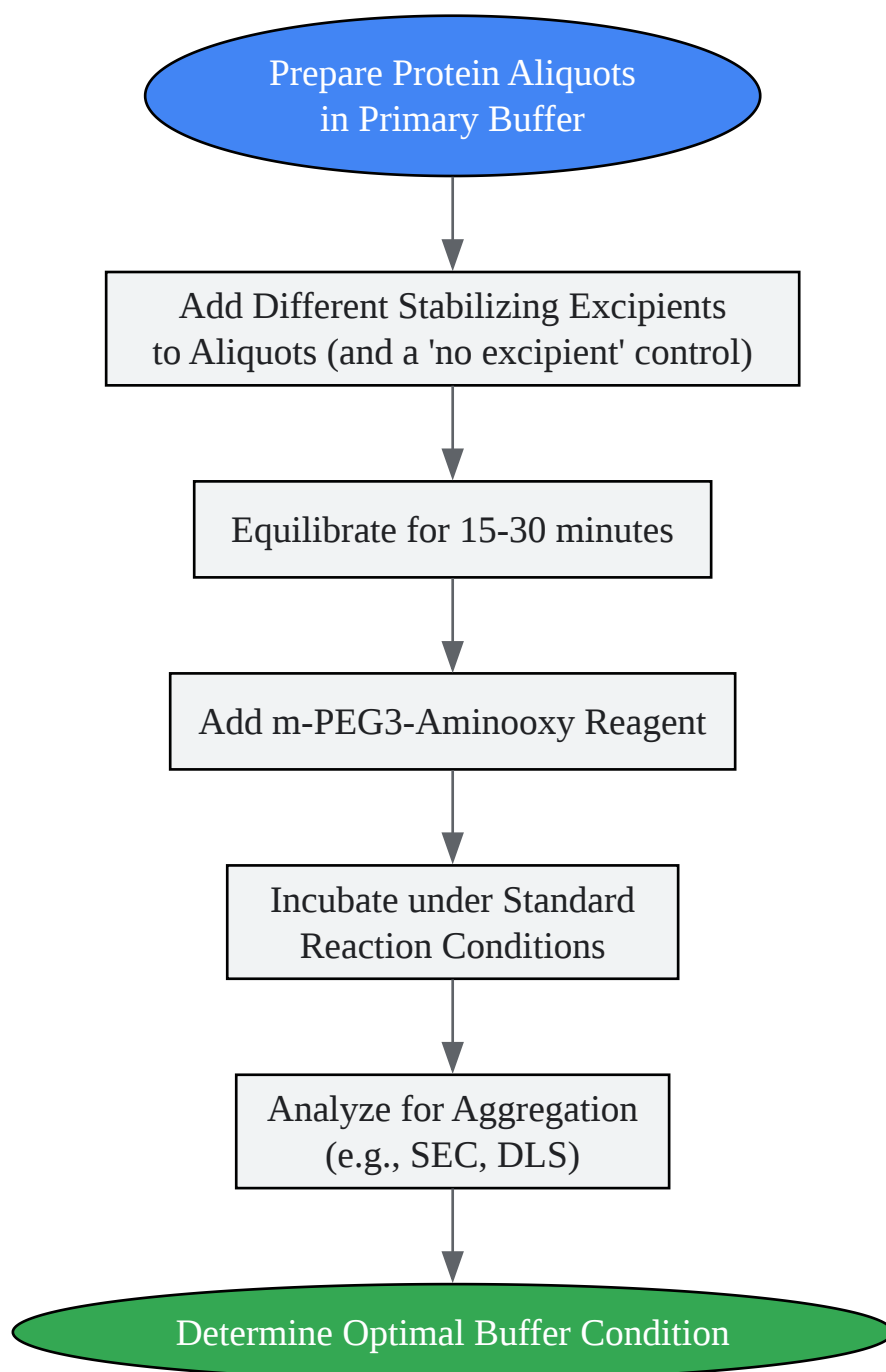 Prepare Protein Aliquots
in Primary Buffer
Add Different Stabilizing Excipients
to Aliquots (and a 'no excipient' control)
Equilibrate for 15-30 minutes
Add m-PEG3-Aminooxy Reagent
Incubate under Standard
Reaction Conditions
Analyze for Aggregation
(e.g., SEC, DLS)
Determine Optimal Buffer Condition